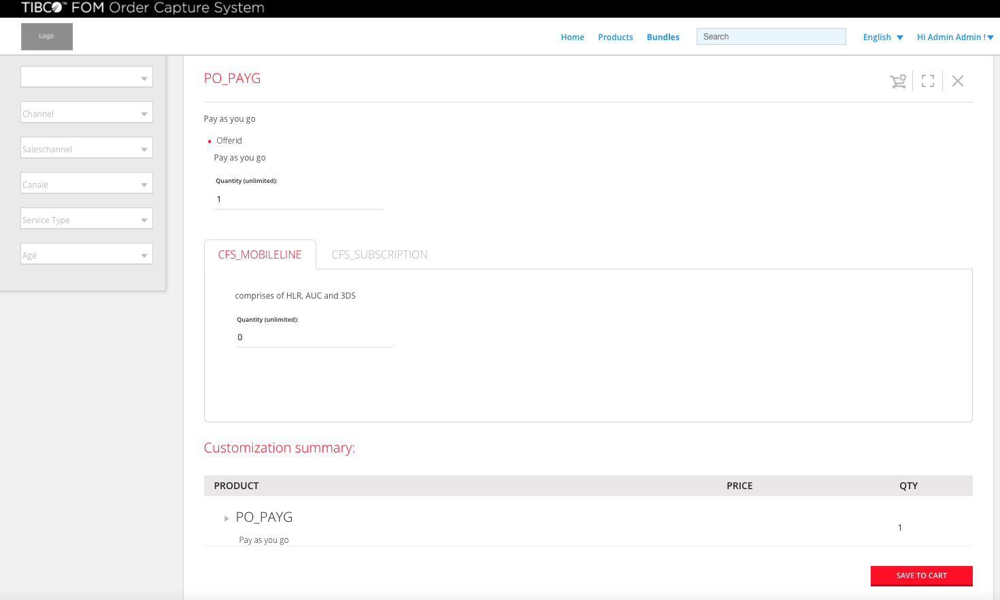 TIBCO™ FOM Order Capture System
Logo
Home Products Bundles Search English Hi Admin Admin !
Channel
Saleschannel
Canale
Service Type
Age
PO_PAYG
Pay as you go
• Offerid
Pay as you go
Quantity (unlimited):
1
CFS_MOBILELINE CFS_SUBSCRIPTION
comprises of HLR, AUC and 3DS
Quantity (unlimited):
0
Customization summary:
PRODUCT PRICE QTY
PO_PAYG
1
Pay as you go
SAVE TO CART